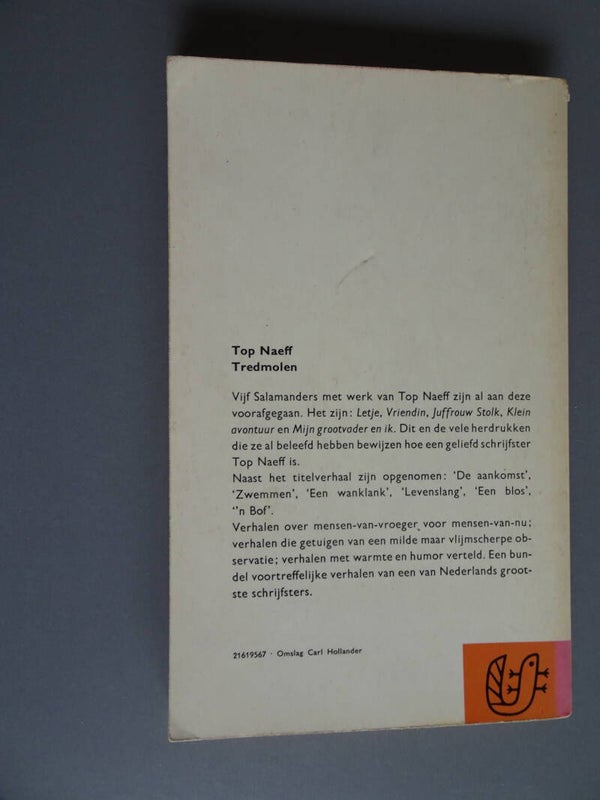 Top Naeff
Tredmolen
Vijf Salamanders met werk van Top Naeff zijn al aan deze
voorafgegaan. Het zijn: Letje, Vriendin, Juffrouw Stolk, Klein
avontuur en Mijn grootvader en ik. Dit en de vele herdrukken
die ze al beleefd hebben bewijzen hoe een geliefd schrijfster
Top Naeff is.
Naast het titelverhaal zijn opgenomen: ‘De aankomst’,
‘Zwemmen’, ‘Een wanklank’, ‘Levenslang’, ‘Een blos’,
‘’n Bof’.
Verhalen over mensen-van-vroeger voor mensen-van-nu;
verhalen die getuigen van een milde maar vlijmscherpe ob-
servatie; verhalen met warmte en humor verteld. Een bun-
del voortreffelijke verhalen van een van Nederlands groot-
ste schrijfsters.
21619567 · Omslag Carl Hollander